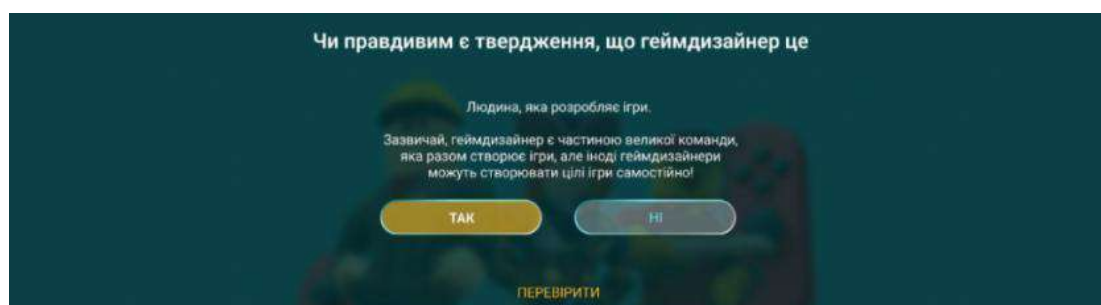 Чи правдивим є твердження, що геймдизайнер це
Людина, яка розробляє ігри.
Зазвичай, геймдизайнер є частиною великої команди,
яка разом створює ігри, але іноді геймдизайнери
можуть створювати цілі ігри самостійно!
ТАК НІ
ПЕРЕВІРИТИ